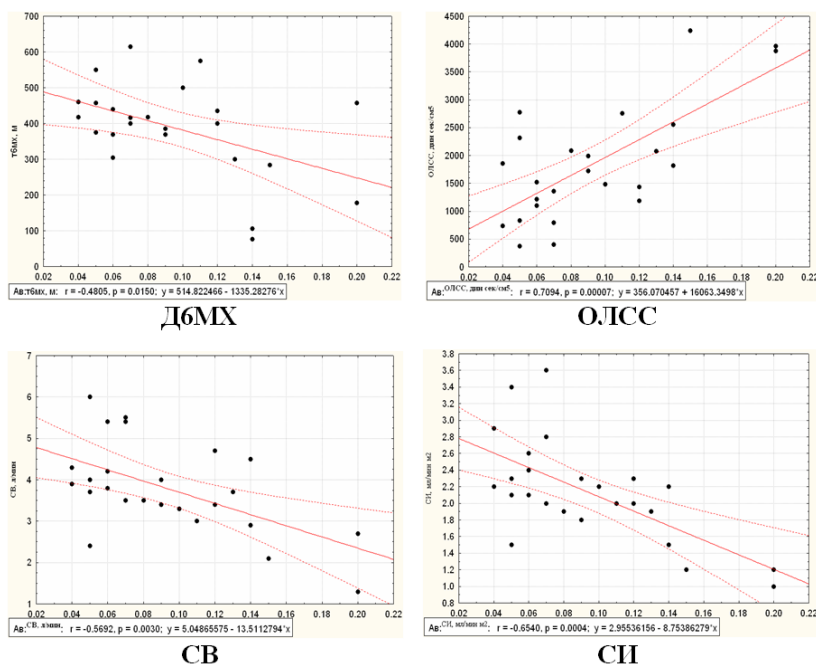 700
600
500
400
300
200
100
0
т6мх, м
0.02 0.04 0.06 0.08 0.10 0.12 0.14 0.16 0.18 0.20 0.22
Aв:т6мх, м: r = -0.4805, p = 0.0150; y = 514.822466 - 1335.28276*x
Д6МХ
4500
4000
3500
3000
2500
2000
1500
1000
500
0
ОЛСС, дин сек/см5
0.02 0.04 0.06 0.08 0.10 0.12 0.14 0.16 0.18 0.20 0.22
Aв:ОЛСС, дин сек/см5, : r = 0.7094, p = 0.00007; y = 356.070457 + 16063.3498*x
ОЛСС
7
6
5
4
3
2
1
СВ, л/мин
0.02 0.04 0.06 0.08 0.10 0.12 0.14 0.16 0.18 0.20 0.22
Aв:СВ, л/мин, : r = -0.5692, p = 0.0030; y = 5.04865575 - 13.5112794*x
СВ
3.8
3.6
3.4
3.2
3.0
2.8
2.6
2.4
2.2
2.0
1.8
1.6
1.4
1.2
1.0
0.8
СИ, мл/мин м2
0.02 0.04 0.06 0.08 0.10 0.12 0.14 0.16 0.18 0.20 0.22
Aв:СИ, мл/мин м2, : r = -0.6540, p = 0.0004; y = 2.95536156 - 8.75386279*x
СИ